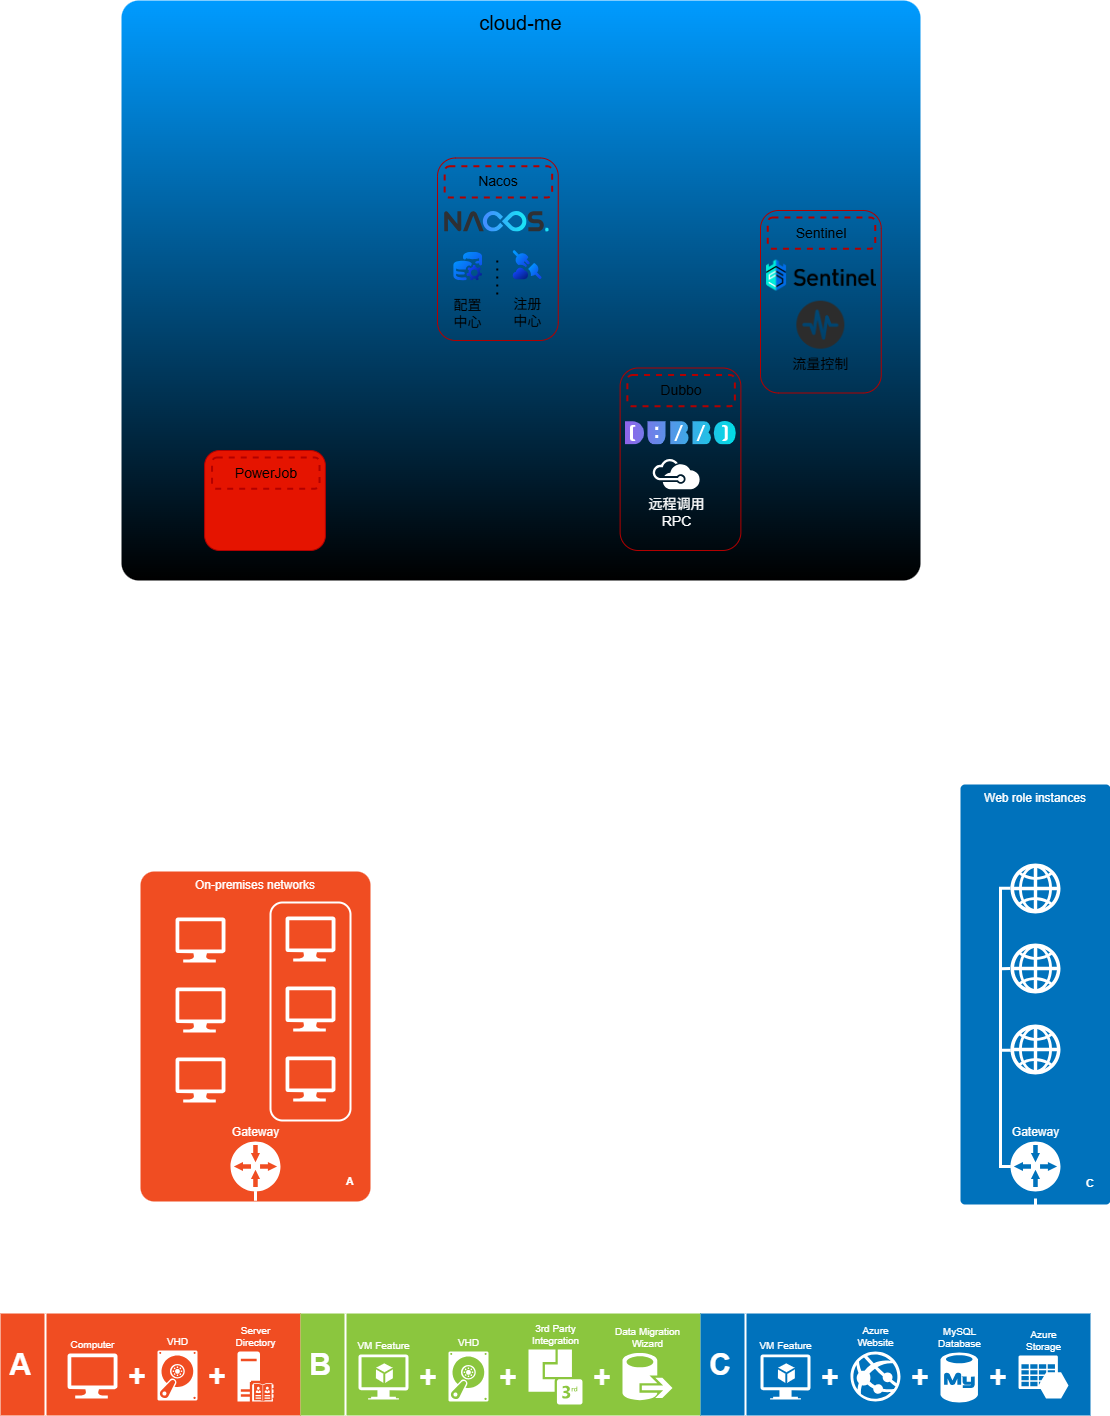 cloud-me
Nacos
NACOS.
配置
中心
注册
中心
Sentinel
Sentinel
流量控制
Dubbo
[D:U//B]O
远程调用
RPC
PowerJob
Web role instances
Gateway
C
On-premises networks
Gateway
A
A
Computer
VHD
Server
Directory
B
VM Feature
VHD
3rd Party
Integration
3rd
Data Migration
Wizard
C
VM Feature
Azure
Website
MySQL
Database
My
Azure
Storage